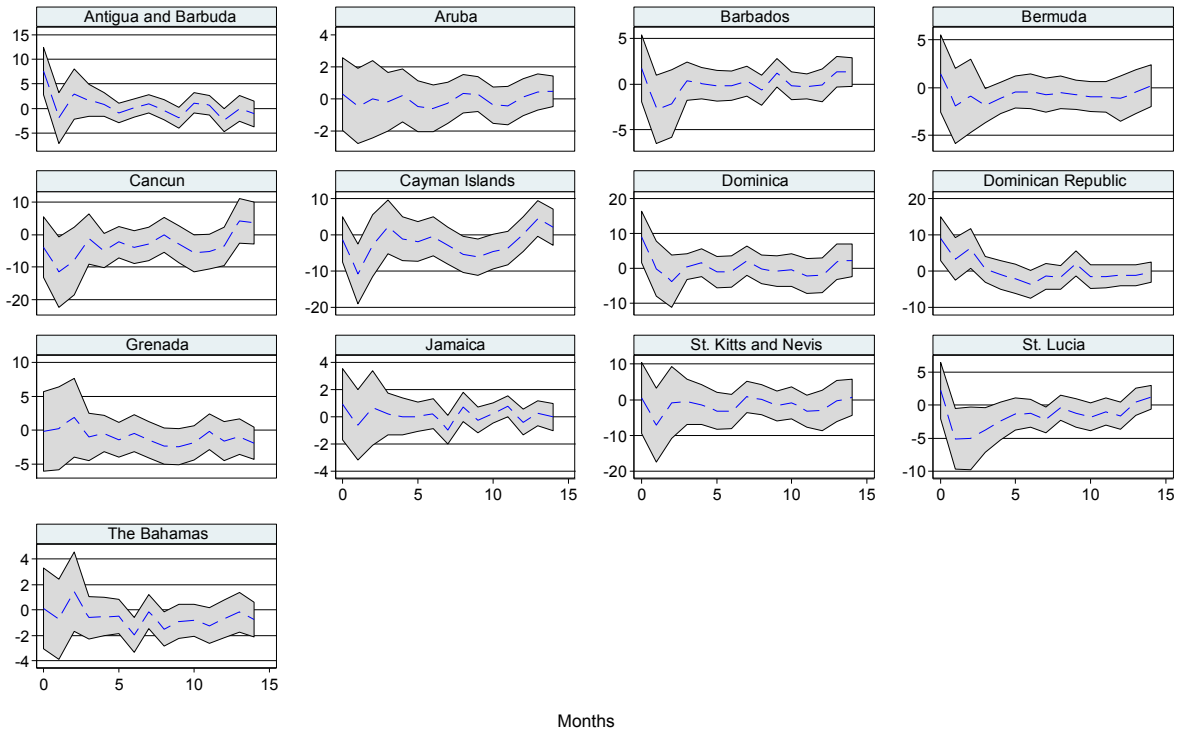 Antigua and Barbuda
15
10
5
0
-5
Aruba
4
2
0
-2
Barbados
5
0
-5
Bermuda
5
0
-5
Cancun
10
0
-10
-20
Cayman Islands
10
0
-10
-20
Dominica
20
10
0
-10
Dominican Republic
20
10
0
-10
Grenada
10
5
0
-5
Jamaica
4
2
0
-2
-4
0 5 10 15
St. Kitts and Nevis
10
0
-10
-20
0 5 10 15
St. Lucia
5
0
-5
-10
0 5 10 15
The Bahamas
4
2
0
-2
-4
0 5 10 15
Months